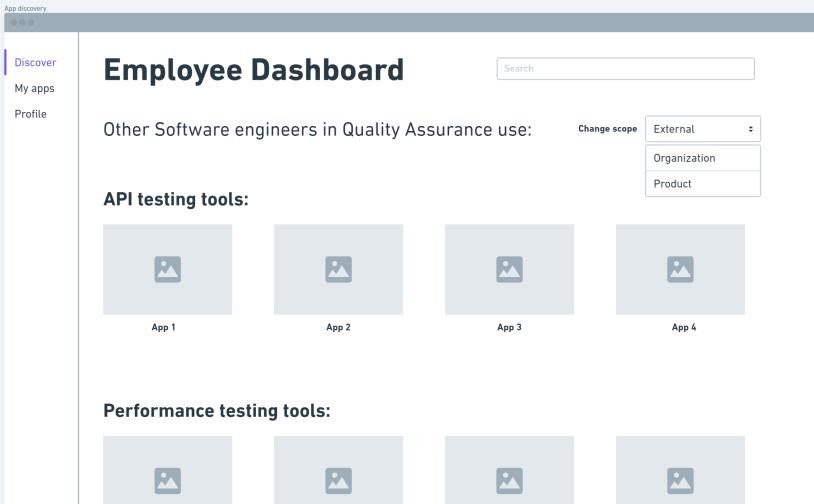 App discovery
Discover
My apps
Profile
Employee Dashboard
Search
Other Software engineers in Quality Assurance use:
Change scope
External
Organization
Product
API testing tools:
App 1
App 2
App 3
App 4
Performance testing tools: